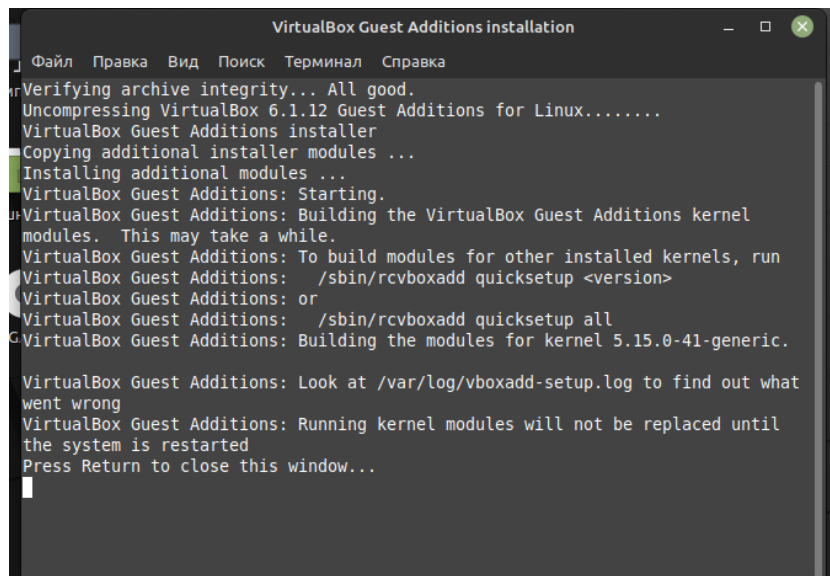 VirtualBox Guest Additions installation
Файл Правка Вид Поиск Терминал Справка
Verifying archive integrity... All good.
Uncompressing VirtualBox 6.1.12 Guest Additions for Linux........
VirtualBox Guest Additions installer
Copying additional installer modules ...
Installing additional modules ...
VirtualBox Guest Additions: Starting.
VirtualBox Guest Additions: Building the VirtualBox Guest Additions kernel
modules.  This may take a while.
VirtualBox Guest Additions: To build modules for other installed kernels, run
VirtualBox Guest Additions:   /sbin/rcvboxadd quicksetup <version>
VirtualBox Guest Additions: or
VirtualBox Guest Additions:   /sbin/rcvboxadd quicksetup all
VirtualBox Guest Additions: Building the modules for kernel 5.15.0-41-generic.
VirtualBox Guest Additions: Look at /var/log/vboxadd-setup.log to find out what
went wrong
VirtualBox Guest Additions: Running kernel modules will not be replaced until
the system is restarted
Press Return to close this window...